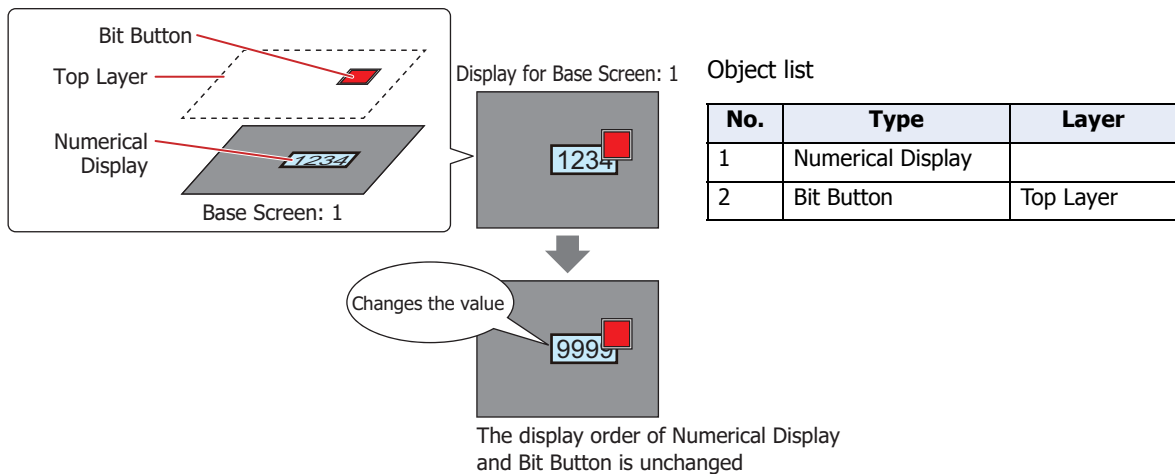 Bit Button
Top Layer
Numerical
Display
1234
Base Screen: 1
Display for Base Screen: 1
1234
Changes the value
9999
The display order of Numerical Display
and Bit Button is unchanged
Object list
No. Type Layer
1 Numerical Display
2 Bit Button Top Layer